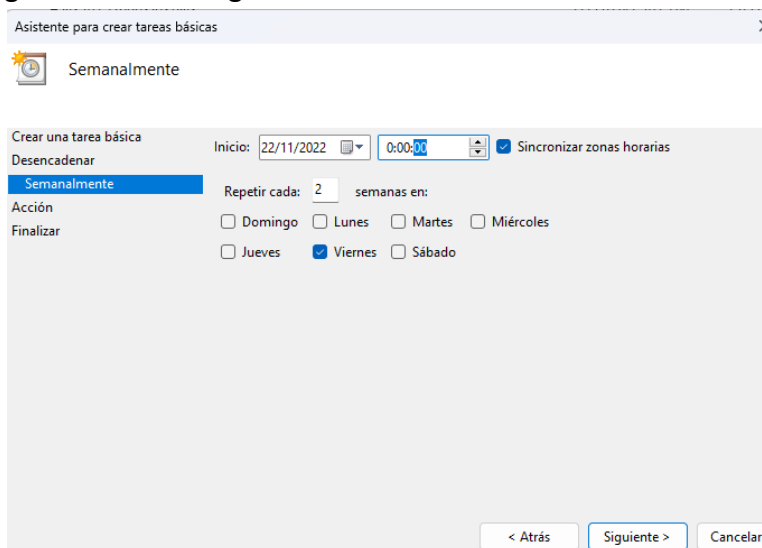 Asistente para crear tareas básicas
Semanalmente
Crear una tarea básica
Desencadenar
Semanalmente
Acción
Finalizar
Inicio: 22/11/2022 0:00:00 Sincronizar zonas horarias
Repetir cada: 2 semanas en:
Domingo Lunes Martes Miércoles
Jueves Viernes Sábado
< Atrás Siguiente > Cancelar